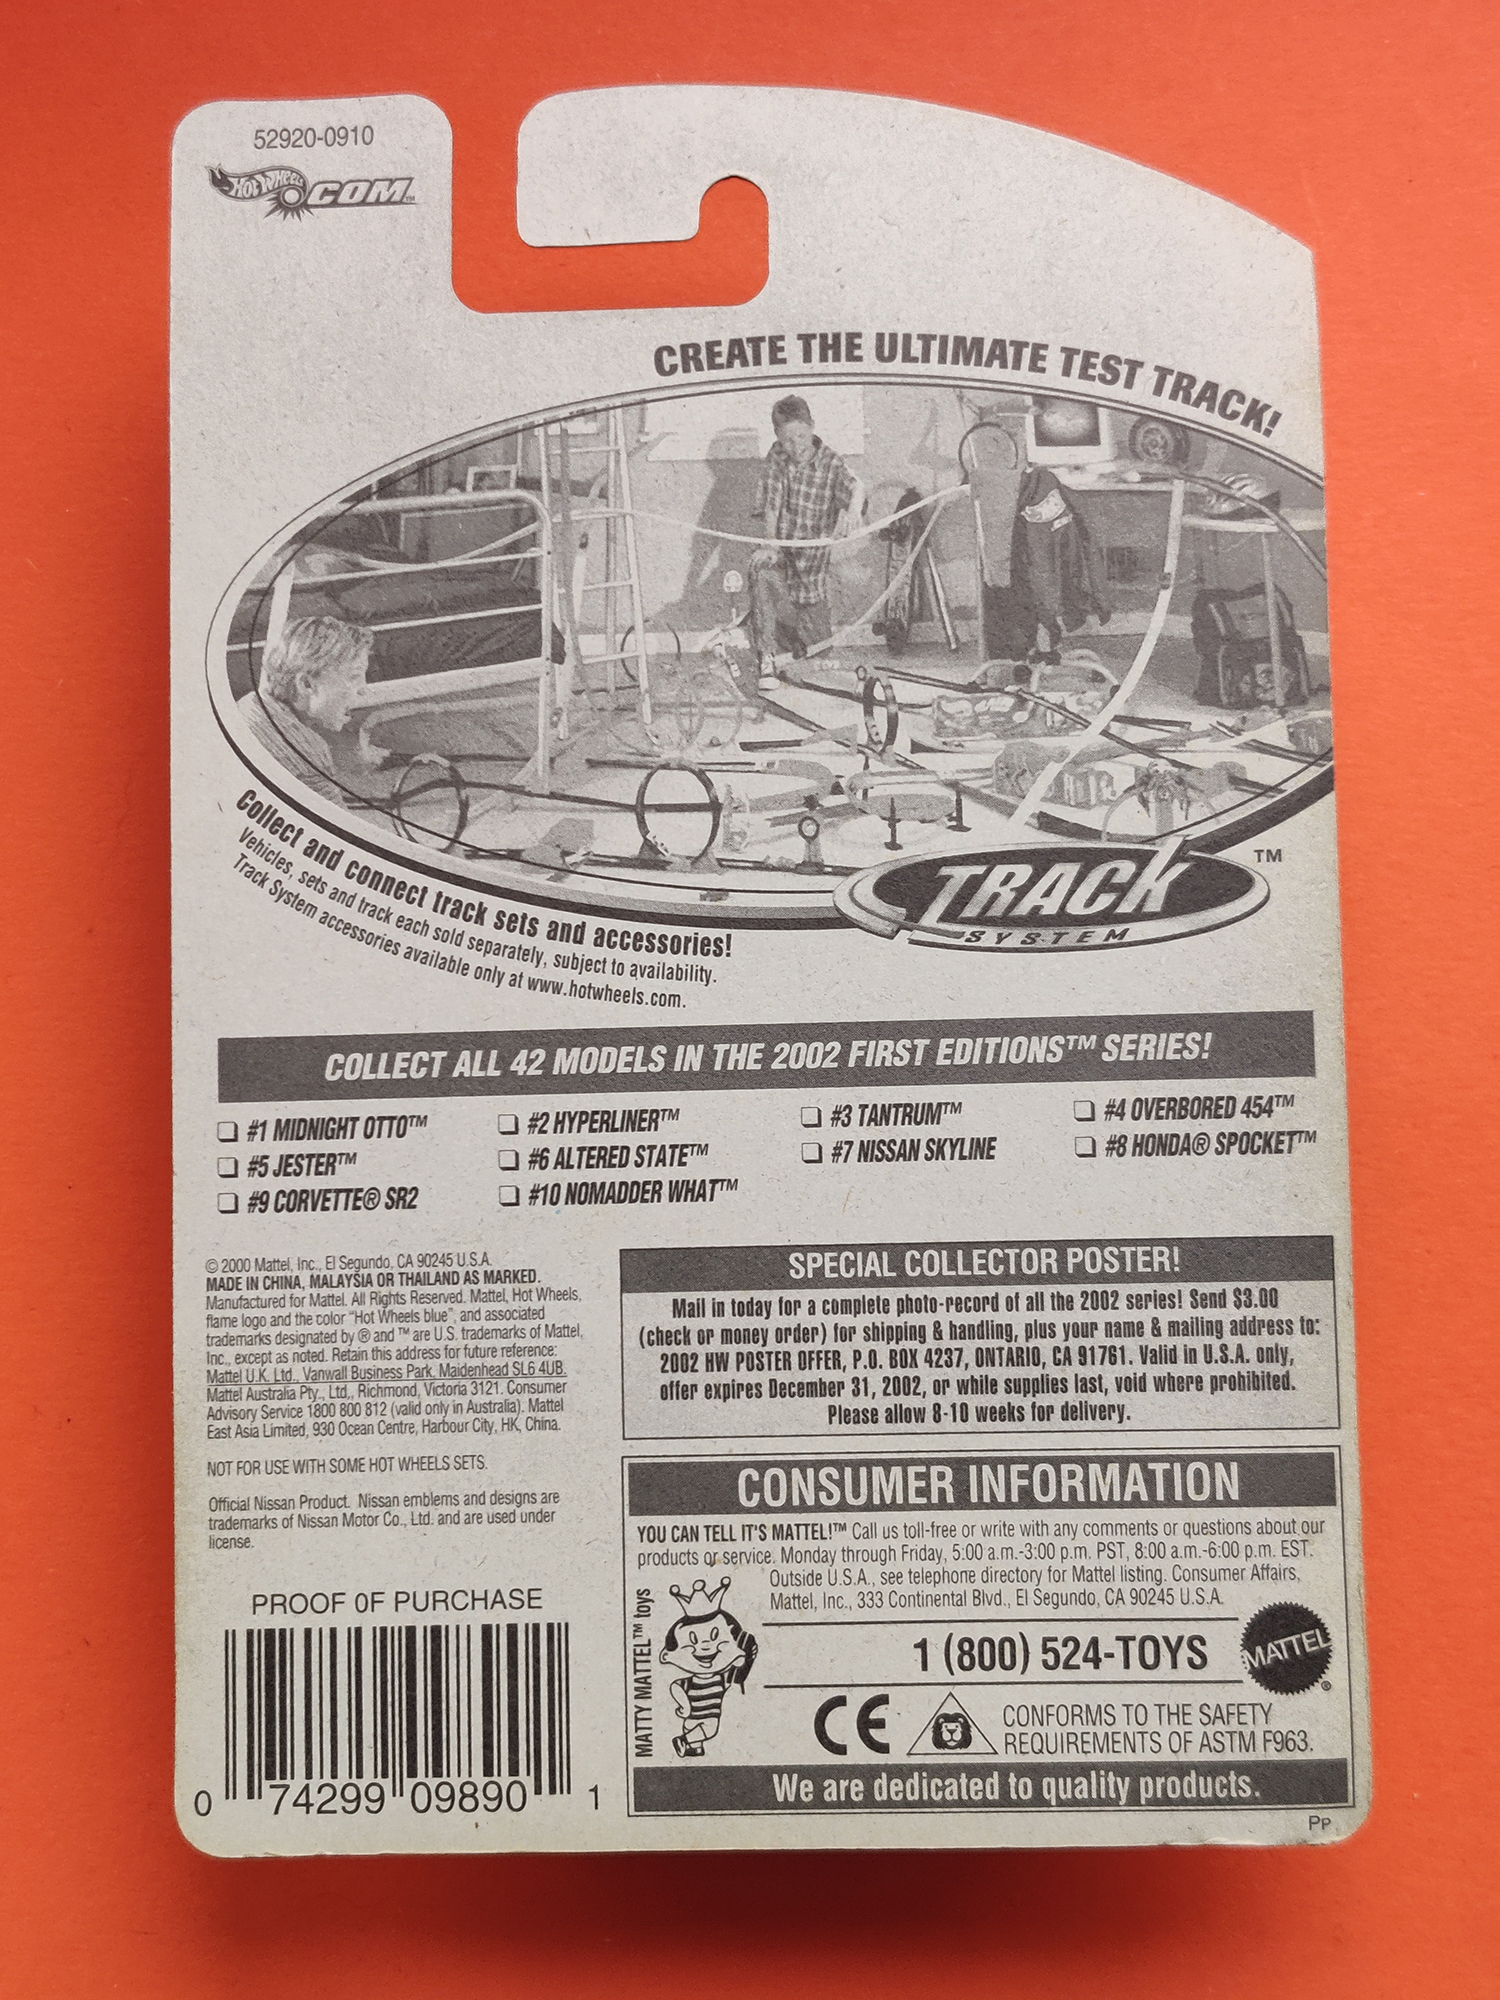 52920-0910
HOT WHEELS COM™
CREATE THE ULTIMATE TEST TRACK!
Collect and connect track sets and accessories!
Vehicles, sets and track each sold separately, subject to availability.
Track System accessories available only at www.hotwheels.com.
TRACK ™
SYSTEM
COLLECT ALL 42 MODELS IN THE 2002 FIRST EDITIONS™ SERIES!
❏ #1 MIDNIGHT OTTO™ ❏ #2 HYPERLINER™ ❏ #3 TANTRUM™ ❏ #4 OVERBORED 454™
❏ #5 JESTER™ ❏ #6 ALTERED STATE™ ❏ #7 NISSAN SKYLINE ❏ #8 HONDA® SPOCKET™
❏ #9 CORVETTE® SR2 ❏ #10 NOMADDER WHAT™
© 2000 Mattel, Inc., El Segundo, CA 90245 U.S.A.
MADE IN CHINA, MALAYSIA OR THAILAND AS MARKED.
Manufactured for Mattel. All Rights Reserved. Mattel, Hot Wheels,
flame logo and the color "Hot Wheels blue", and associated
trademarks designated by ® and ™ are U.S. trademarks of Mattel,
Inc., except as noted. Retain this address for future reference:
Mattel U.K. Ltd., Vanwall Business Park, Maidenhead SL6 4UB.
Mattel Australia Pty., Ltd., Richmond, Victoria 3121. Consumer
Advisory Service 1800 800 812 (valid only in Australia). Mattel
East Asia Limited, 930 Ocean Centre, Harbour City, HK, China.
NOT FOR USE WITH SOME HOT WHEELS SETS.
Official Nissan Product. Nissan emblems and designs are
trademarks of Nissan Motor Co., Ltd. and are used under
license.
PROOF OF PURCHASE
0 74299 09890 1
SPECIAL COLLECTOR POSTER!
Mail in today for a complete photo-record of all the 2002 series! Send $3.00
(check or money order) for shipping & handling, plus your name & mailing address to:
2002 HW POSTER OFFER, P.O. BOX 4237, ONTARIO, CA 91761. Valid in U.S.A. only,
offer expires December 31, 2002, or while supplies last, void where prohibited.
Please allow 8-10 weeks for delivery.
CONSUMER INFORMATION
YOU CAN TELL IT'S MATTEL!™ Call us toll-free or write with any comments or questions about our
products or service. Monday through Friday, 5:00 a.m.-3:00 p.m. PST, 8:00 a.m.-6:00 p.m. EST.
Outside U.S.A., see telephone directory for Mattel listing. Consumer Affairs,
Mattel, Inc., 333 Continental Blvd., El Segundo, CA 90245 U.S.A.
MATTY MATTEL™ toys
1 (800) 524-TOYS
MATTEL®
CE
CONFORMS TO THE SAFETY
REQUIREMENTS OF ASTM F963.
We are dedicated to quality products.
PP